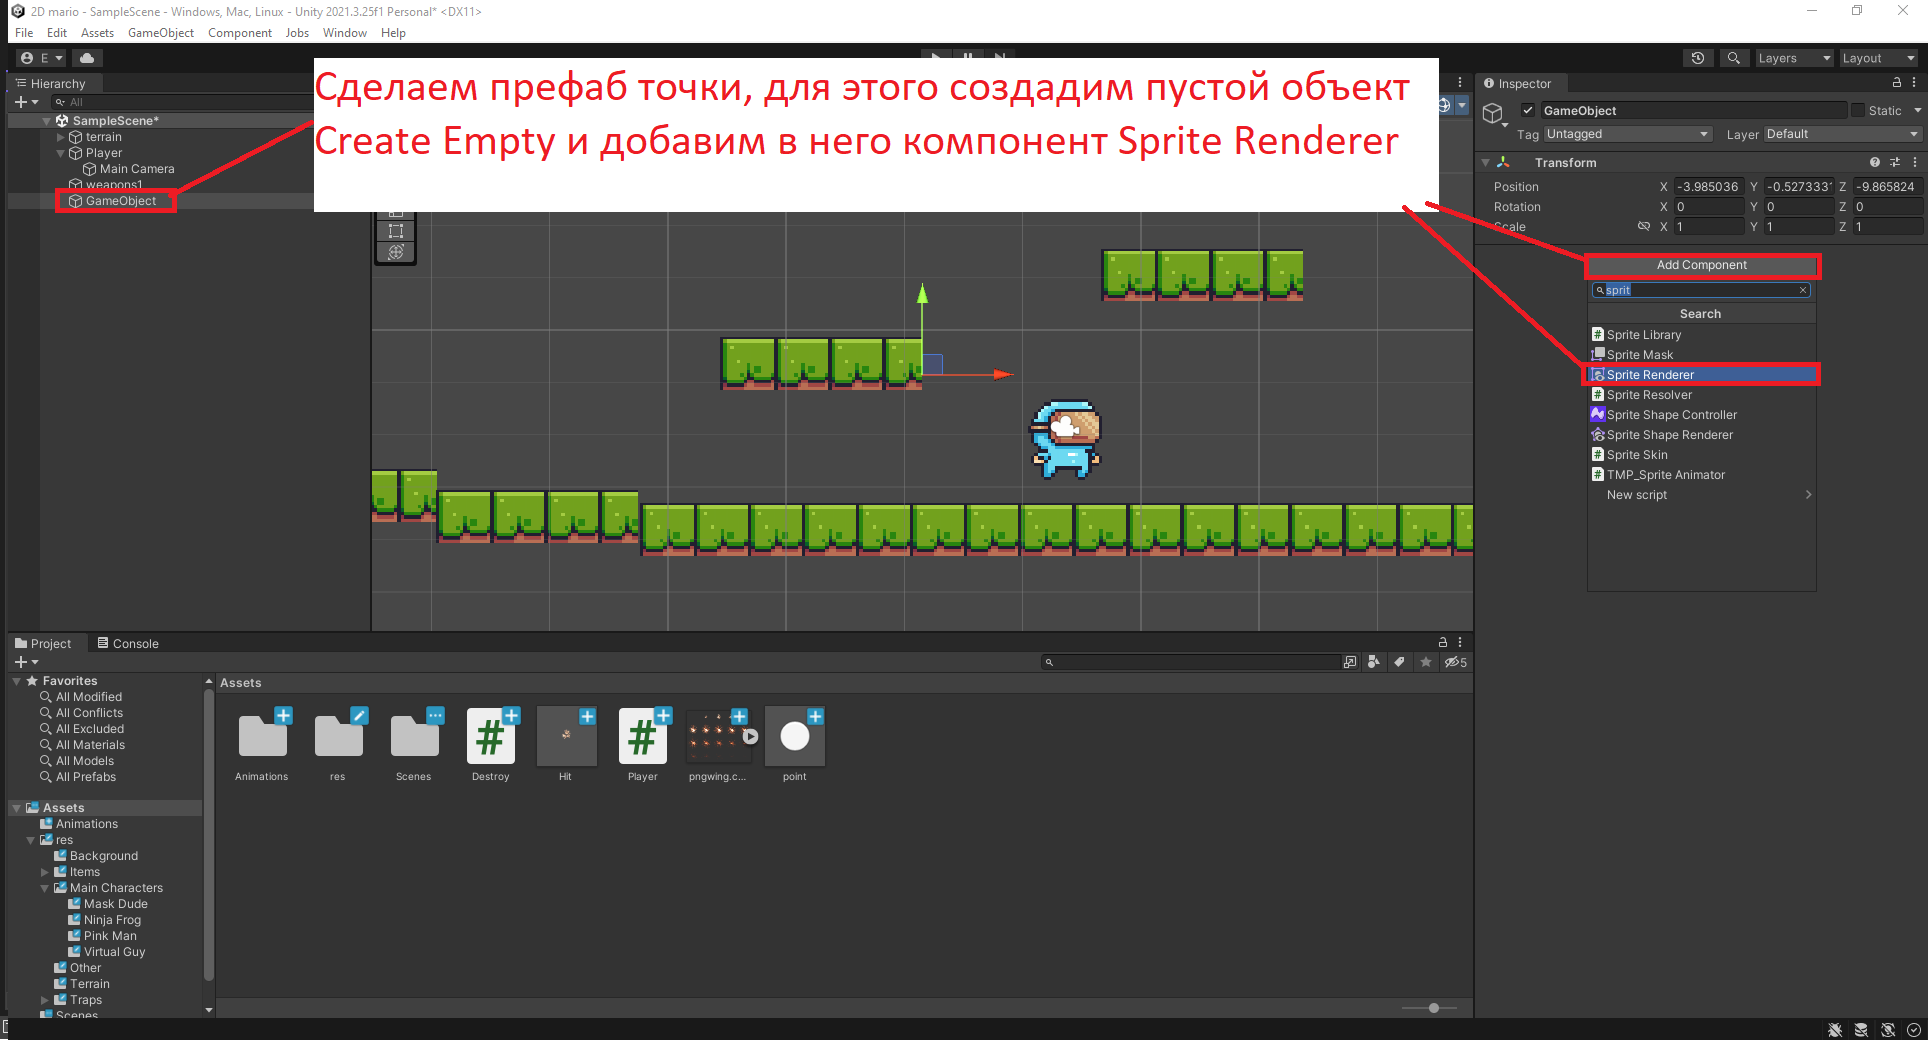 2D mario - SampleScene - Windows, Mac, Linux - Unity 2021.3.25f1 Personal* <DX11>
File Edit Assets GameObject Component Jobs Window Help
E
Layers
Layout
Hierarchy
All
SampleScene*
terrain
Player
Main Camera
weapons1
GameObject
Сделаем префаб точки, для этого создадим пустой объект
Create Empty и добавим в него компонент Sprite Renderer
Inspector
GameObject
Static
Tag Untagged
Layer Default
Transform
Position X -3.985036 Y -0.527333 Z -9.865824
Rotation X 0 Y 0 Z 0
Scale X 1 Y 1 Z 1
Add Component
sprit
Search
Sprite Library
Sprite Mask
Sprite Renderer
Sprite Resolver
Sprite Shape Controller
Sprite Shape Renderer
Sprite Skin
TMP_Sprite Animator
New script
Project
Console
5
Favorites
All Modified
All Conflicts
All Excluded
All Materials
All Models
All Prefabs
Assets
Animations
res
Background
Items
Main Characters
Mask Dude
Ninja Frog
Pink Man
Virtual Guy
Other
Terrain
Traps
Scenes
Assets
Animations
res
Scenes
Destroy
Hit
Player
pngwing.c...
point